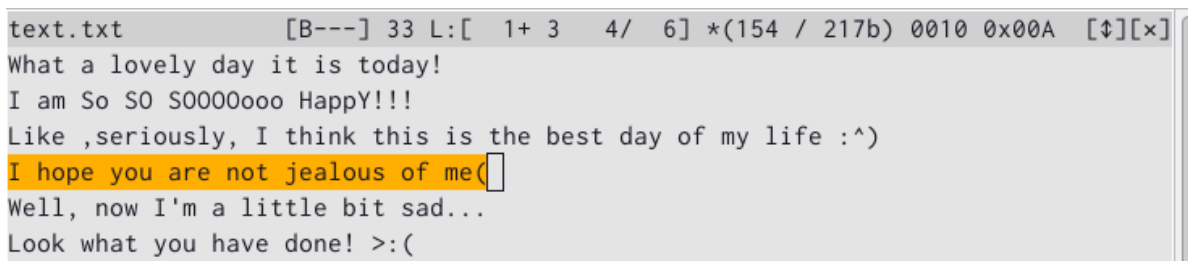 text.txt [B---] 33 L:[ 1+ 3 4/ 6] *(154 / 217b) 0010 0x00A [↕][×]
What a lovely day it is today!
I am So SO SOOOOooo HappY!!!
Like ,seriously, I think this is the best day of my life :^)
I hope you are not jealous of me(
Well, now I'm a little bit sad...
Look what you have done! >:(